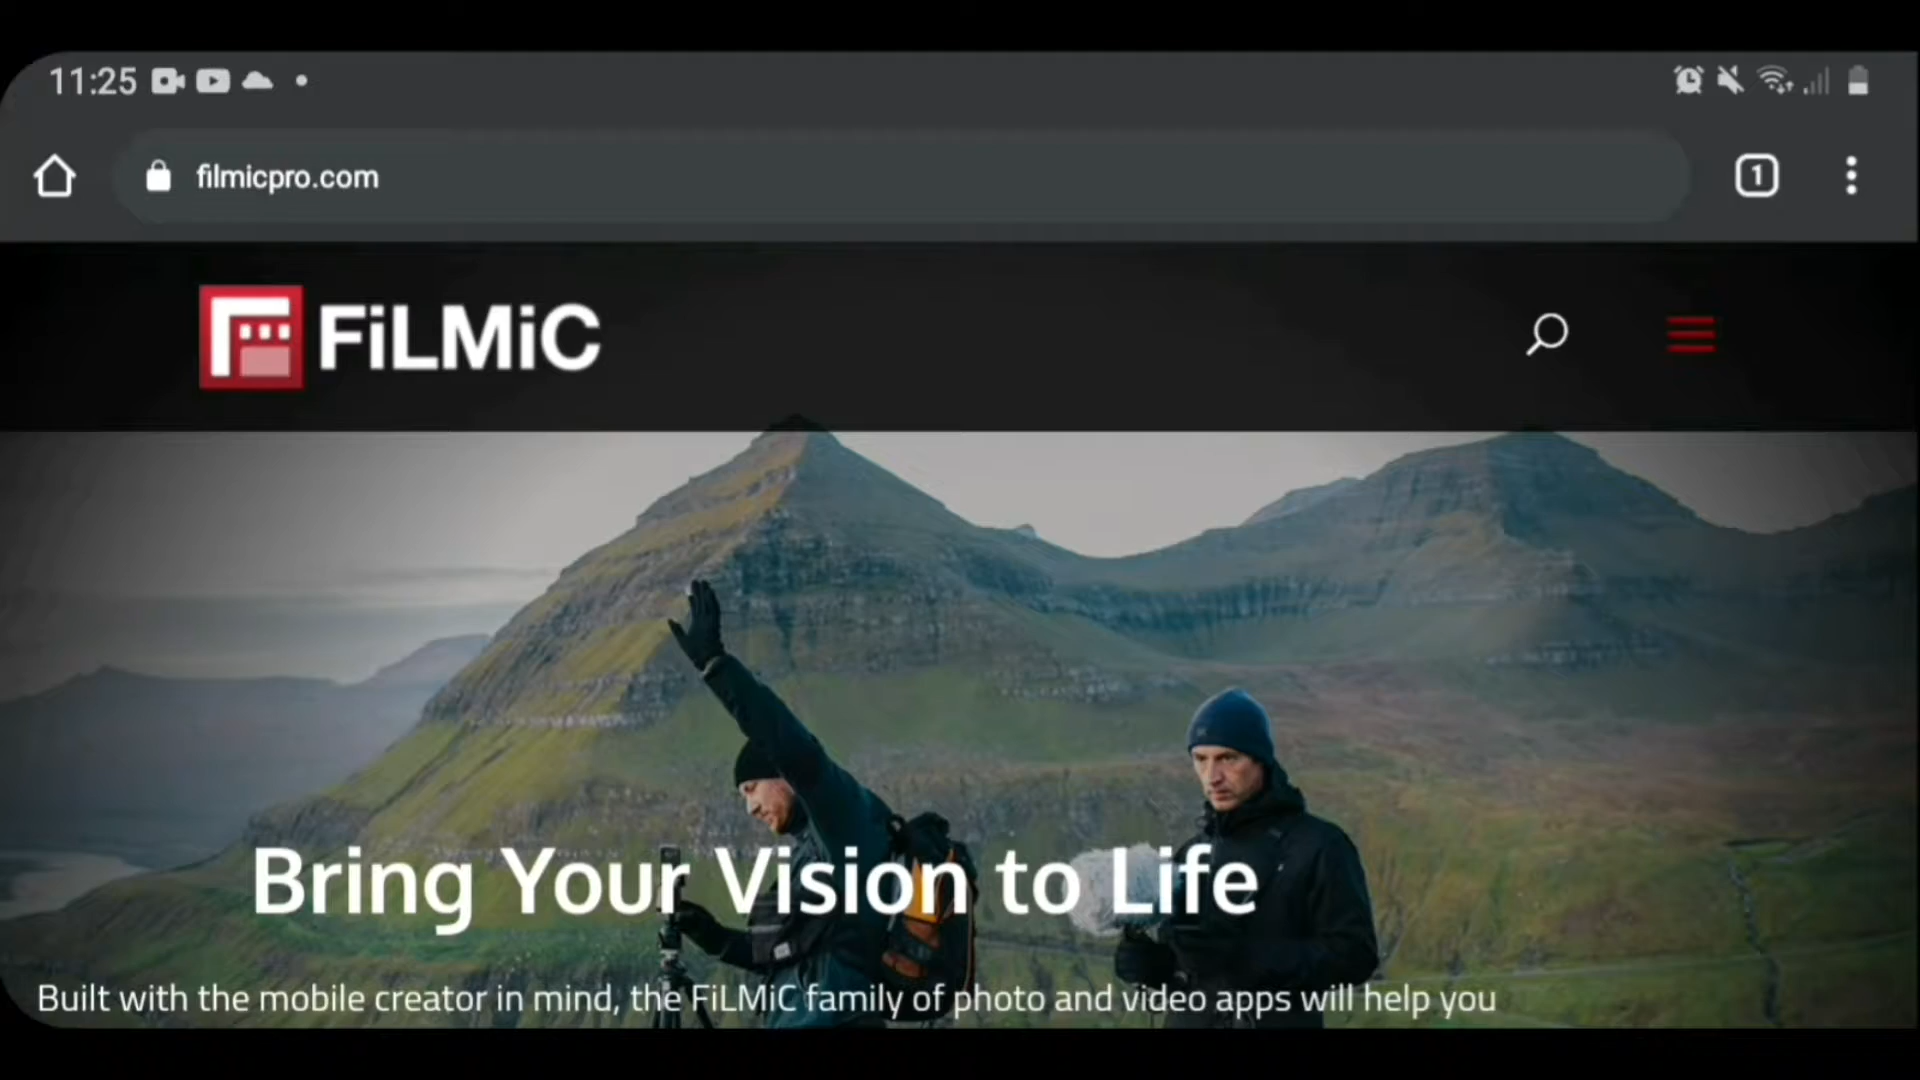 11:25
filmicpro.com
1
FiLMiC
Bring Your Vision to Life
Built with the mobile creator in mind, the FiLMiC family of photo and video apps will help you